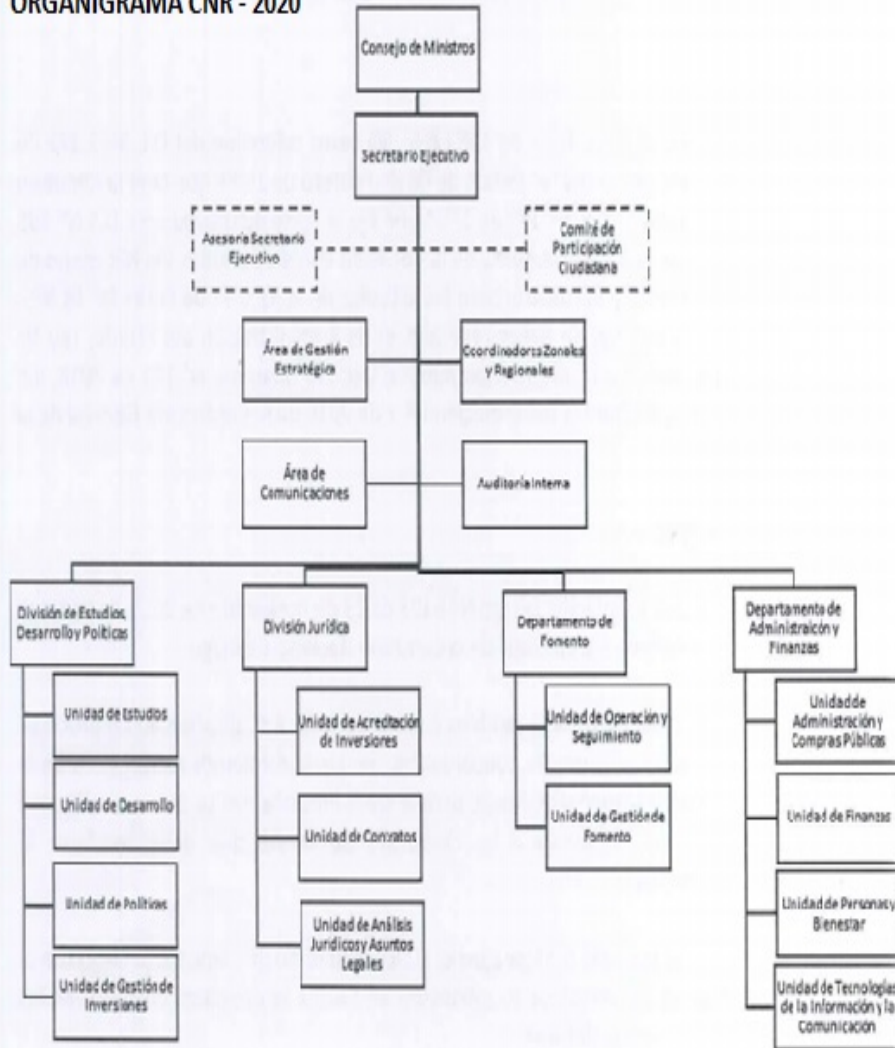 ORGANIGRAMA CNR - 2020
Consejo de Ministros
Secretario Ejecutivo
Asesoría Secretario
Ejecutivo
Comité de
Participación
Ciudadana
Área de Gestión
Estratégica
Coordinadores Zonales
y Regionales
Área de
Comunicaciones
Auditoría Interna
División de Estudios,
Desarrollo y Políticas
Unidad de Estudios
Unidad de Desarrollo
Unidad de Políticas
Unidad de Gestión de
Inversiones
División Jurídica
Unidad de Acreditación
de Inversiones
Unidad de Contratos
Unidad de Análisis
Jurídicos y Asuntos
Legales
Departamento de
Fomento
Unidad de Operación y
Seguimiento
Unidad de Gestión de
Fomento
Departamento de
Administraicón y
Finanzas
Unidad de
Administración y
Compras Públicas
Unidad de Finanzas
Unidad de Personas y
Bienestar
Unidad de Tecnologías
de la Información y la
Comunicación